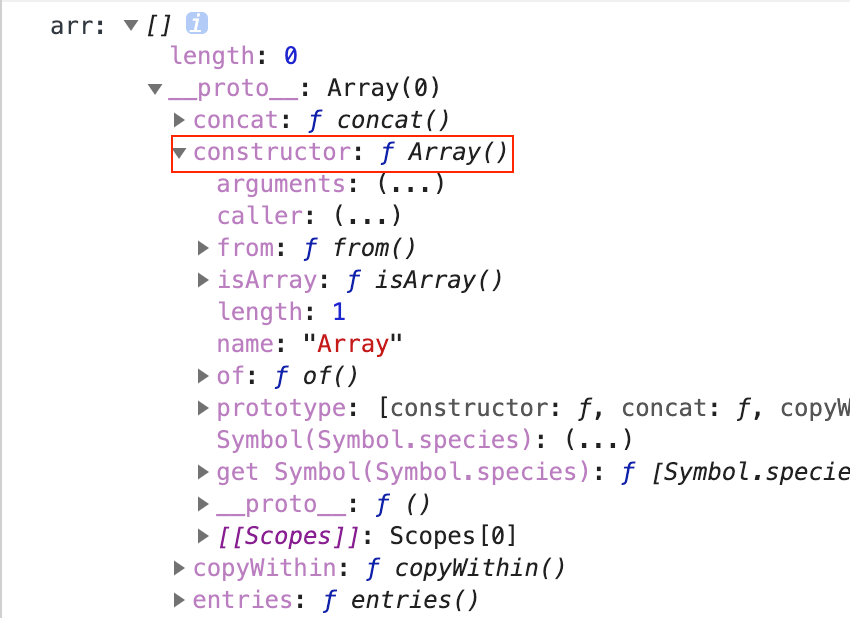 arr: ▼ [] i
length: 0
▼ __proto__: Array(0)
▶ concat: ƒ concat()
▼ constructor: ƒ Array()
arguments: (...)
caller: (...)
▶ from: ƒ from()
▶ isArray: ƒ isArray()
length: 1
name: "Array"
▶ of: ƒ of()
▶ prototype: [constructor: ƒ, concat: ƒ, copyW
Symbol(Symbol.species): (...)
▶ get Symbol(Symbol.species): ƒ [Symbol.specie
▶ __proto__: ƒ ()
▶ [[Scopes]]: Scopes[0]
▶ copyWithin: ƒ copyWithin()
▶ entries: ƒ entries()